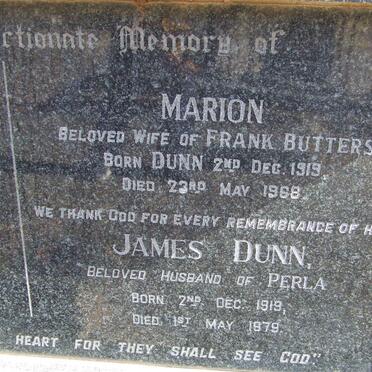 ctionate Memory of
MARION
BELOVED WIFE OF FRANK BUTTERS
BORN DUNN 2ND DEC. 1919
DIED 23RD MAY 1968
WE THANK GOD FOR EVERY REMEMBRANCE OF H
JAMES DUNN,
BELOVED HUSBAND OF PERLA
BORN 2ND DEC. 1919,
DIED 1ST MAY 1979.
HEART FOR THEY SHALL SEE GOD"